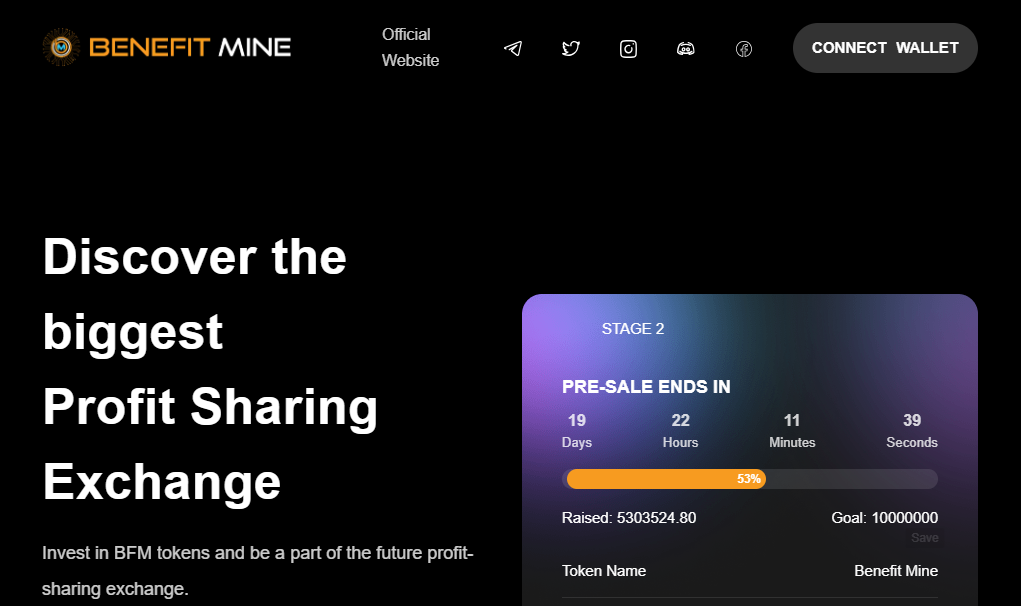 BENEFIT MINE
Official
Website
CONNECT WALLET
Discover the
biggest
Profit Sharing
Exchange
Invest in BFM tokens and be a part of the future profit-
sharing exchange.
STAGE 2
PRE-SALE ENDS IN
19 22 11 39
Days Hours Minutes Seconds
53%
Raised: 5303524.80 Goal: 10000000
Save
Token Name Benefit Mine